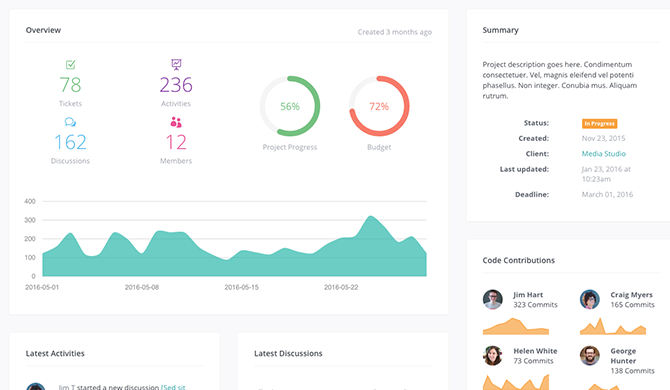 Overview
Created 3 months ago
78
Tickets
236
Activities
162
Discussions
12
Members
56%
Project Progress
72%
Budget
400
300
200
100
0
2016-05-01 2016-05-08 2016-05-15 2016-05-22
Summary
Project description goes here. Condimentum
consectetuer. Vel, magnis eleifend vel potenti
phasellus. Non integer. Conubia mus. Aliquam
rutrum.
Status: In Progress
Created: Nov 23, 2015
Client: Media Studio
Last updated: Jan 23, 2016 at
10:23am
Deadline: March 01, 2016
Code Contributions
Jim Hart
323 Commits
Craig Myers
165 Commits
Helen White
73 Commits
George
Hunter
138 Commits
Latest Activities
Jim T started a new discussion [Sed sit
Latest Discussions